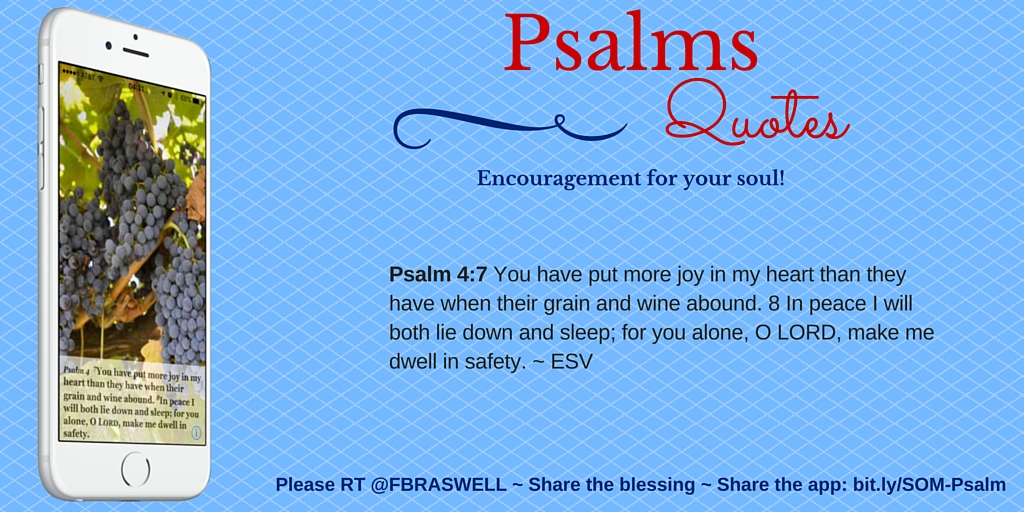 Psalms
Quotes
Encouragement for your soul!
Psalm 4:7 You have put more joy in my heart than they
have when their grain and wine abound. 8 In peace I will
both lie down and sleep; for you alone, O LORD, make me
dwell in safety. ~ ESV
AT&T
Psalm 4 ⁷You have put more joy in my
heart than they have when their
grain and wine abound. ⁸In peace I
will both lie down and sleep; for you
alone, O LORD, make me dwell in
safety.
Please RT @FBRASWELL ~ Share the blessing ~ Share the app: bit.ly/SOM-Psalm